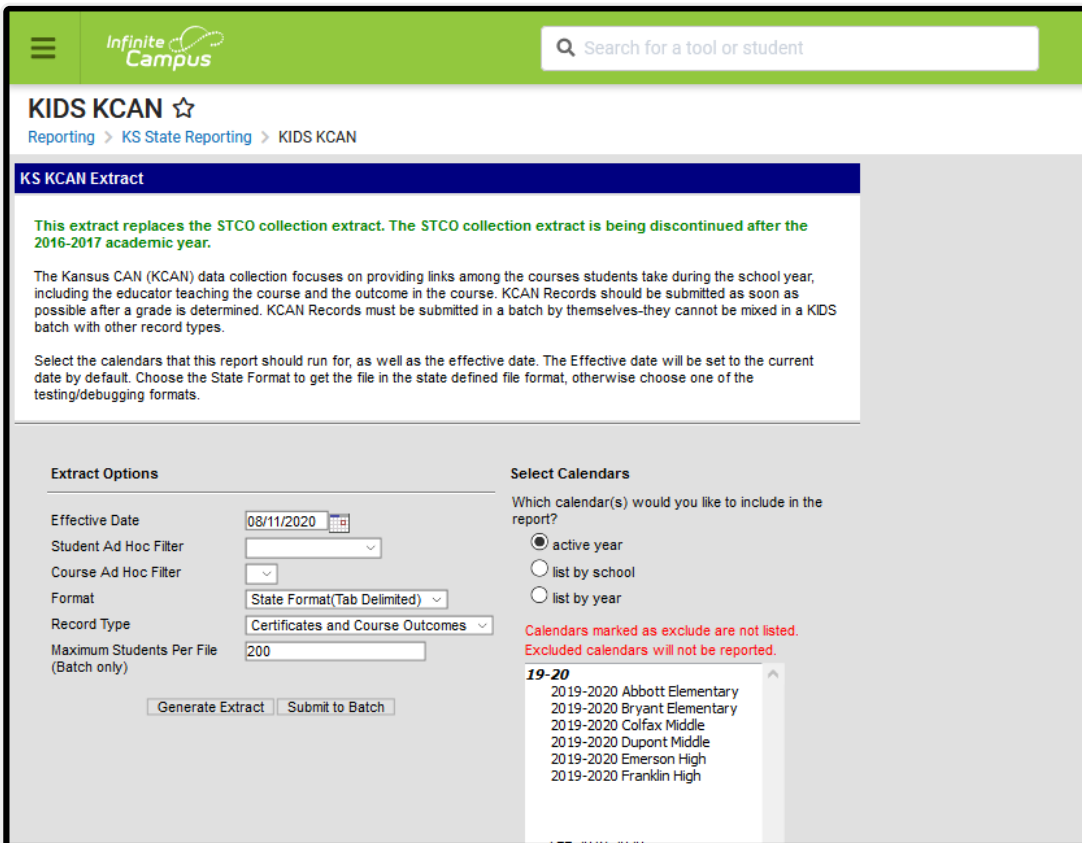 Infinite
Campus
Search for a tool or student
KIDS KCAN
Reporting > KS State Reporting > KIDS KCAN
KS KCAN Extract
This extract replaces the STCO collection extract. The STCO collection extract is being discontinued after the
2016-2017 academic year.
The Kansus CAN (KCAN) data collection focuses on providing links among the courses students take during the school year,
including the educator teaching the course and the outcome in the course. KCAN Records should be submitted as soon as
possible after a grade is determined. KCAN Records must be submitted in a batch by themselves-they cannot be mixed in a KIDS
batch with other record types.
Select the calendars that this report should run for, as well as the effective date. The Effective date will be set to the current
date by default. Choose the State Format to get the file in the state defined file format, otherwise choose one of the
testing/debugging formats.
Extract Options
Effective Date 08/11/2020
Student Ad Hoc Filter
Course Ad Hoc Filter
Format State Format(Tab Delimited)
Record Type Certificates and Course Outcomes
Maximum Students Per File 200
(Batch only)
Generate Extract Submit to Batch
Select Calendars
Which calendar(s) would you like to include in the
report?
active year
list by school
list by year
Calendars marked as exclude are not listed.
Excluded calendars will not be reported.
19-20
2019-2020 Abbott Elementary
2019-2020 Bryant Elementary
2019-2020 Colfax Middle
2019-2020 Dupont Middle
2019-2020 Emerson High
2019-2020 Franklin High